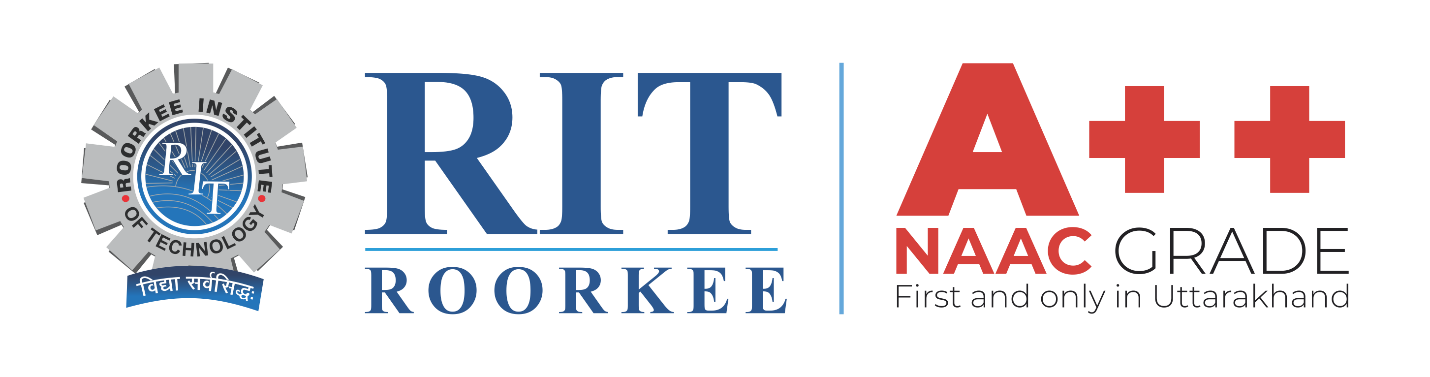 ROORKEE INSTITUTE
OF TECHNOLOGY
RIT
विद्या सर्वसिद्धः
RIT
ROORKEE
A++
NAAC GRADE
First and only in Uttarakhand